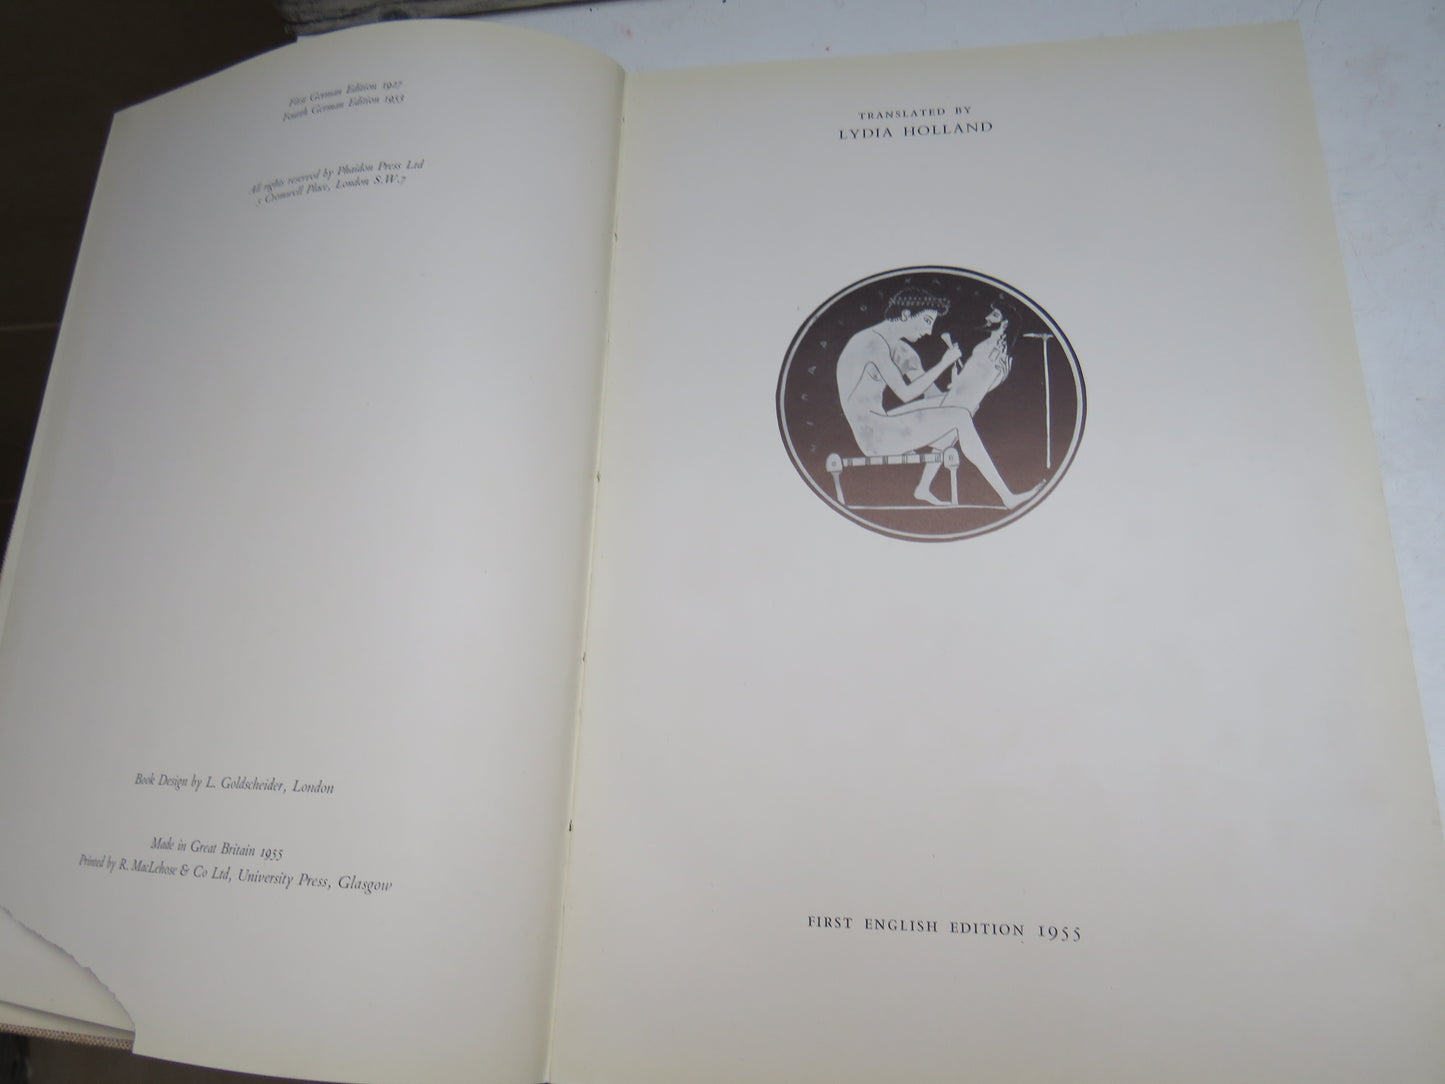 First German Edition 1927
Fourth German Edition 1953
All rights reserved by Phaidon Press Ltd
5 Cromwell Place, London S.W.7
Book Design by L. Goldscheider, London
Made in Great Britain 1955
Printed by R. MacLehose & Co Ltd, University Press, Glasgow
TRANSLATED BY
LYDIA HOLLAND
FIRST ENGLISH EDITION 1955